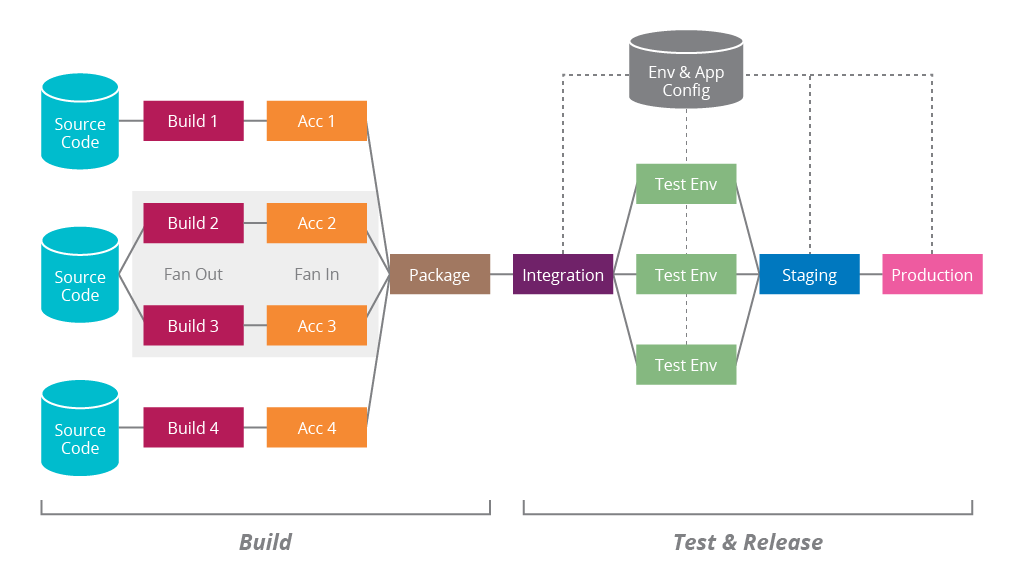 Env & App
Config
Source
Code
Build 1
Acc 1
Test Env
Build 2
Acc 2
Source
Code
Fan Out
Fan In
Package
Integration
Test Env
Staging
Production
Build 3
Acc 3
Test Env
Source
Code
Build 4
Acc 4
Build
Test & Release